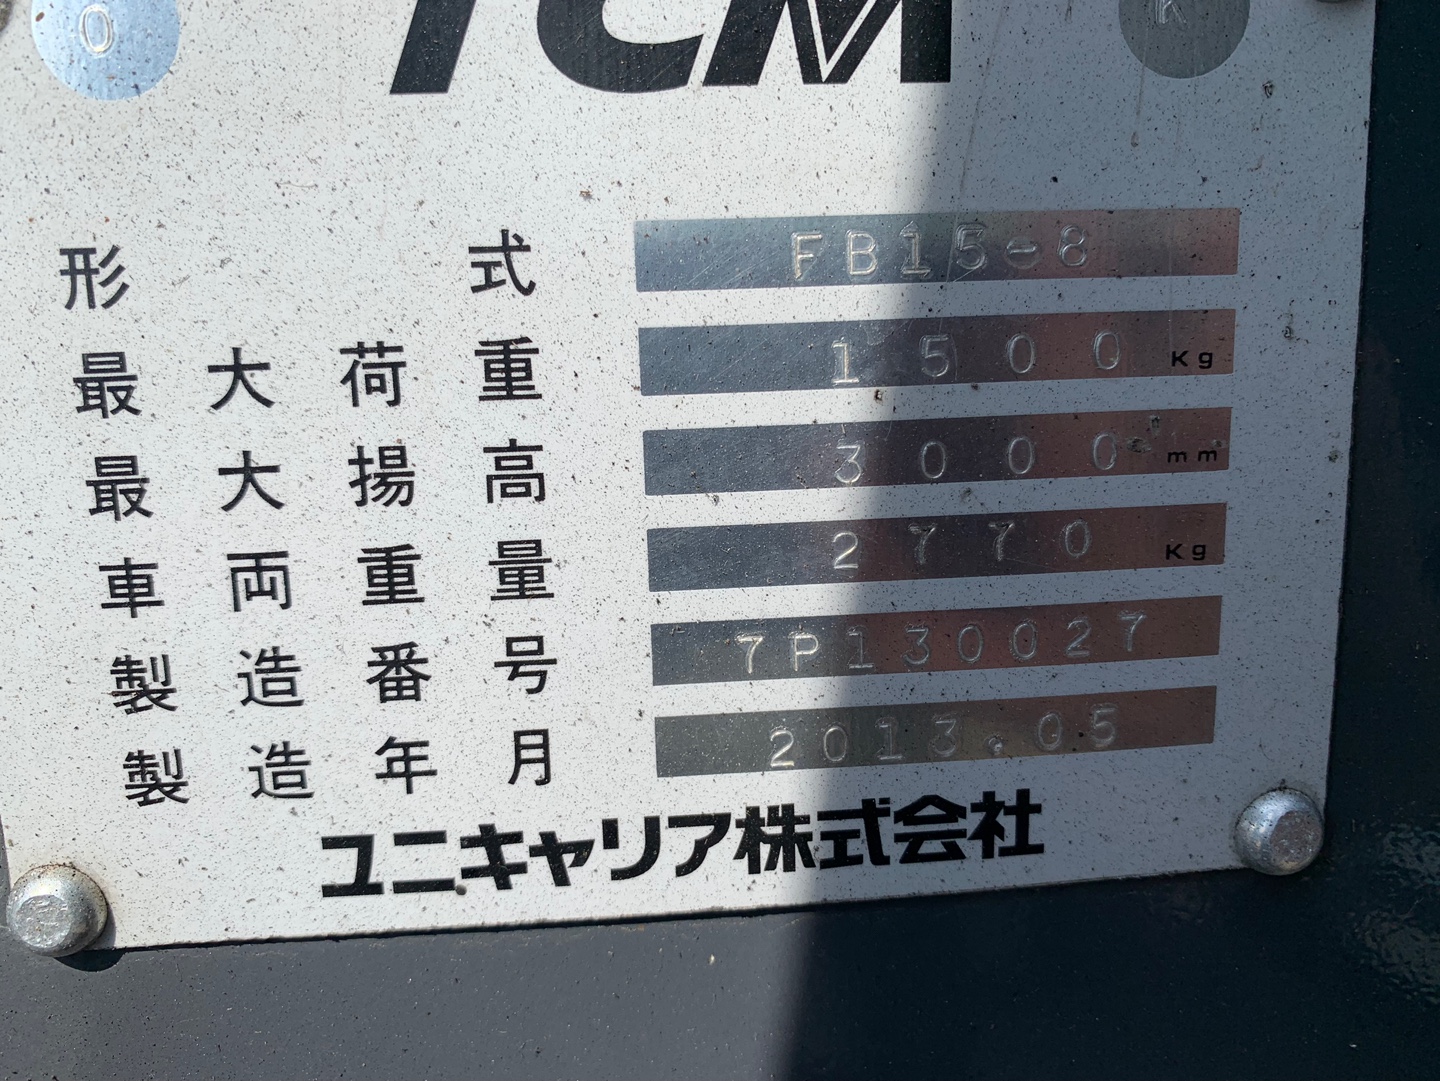 O TCM K
形式 FB15-8
最大荷重 1500 Kg
最大揚高 3000 mm
車両重量 2770 Kg
製造番号 7P130027
製造年月 2013.05
ユニキャリア株式会社